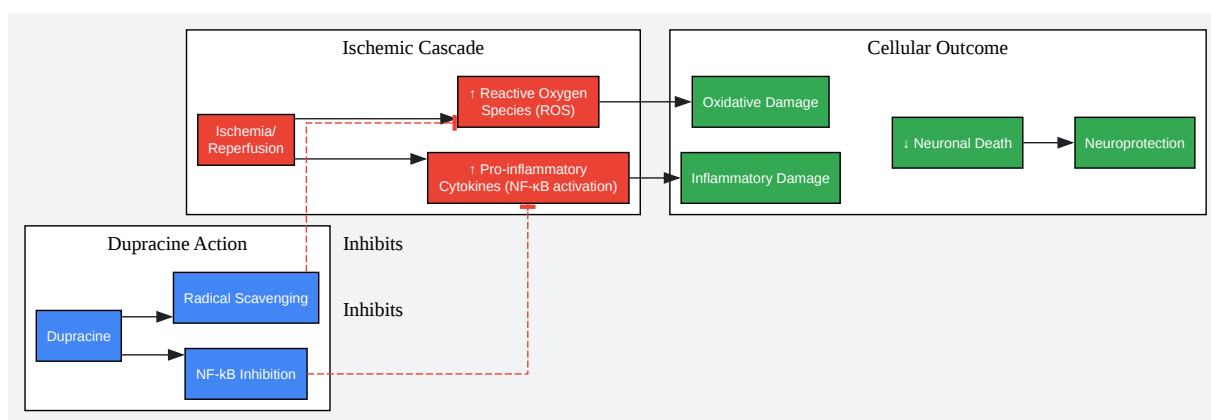 Ischemic Cascade
Cellular Outcome
↑ Reactive Oxygen
Species (ROS)
Oxidative Damage
Ischemia/
Reperfusion
↓ Neuronal Death
Neuroprotection
↑ Pro-inflammatory
Cytokines (NF-κB activation)
Inflammatory Damage
Dupracine Action
Inhibits
Radical Scavenging
Inhibits
Dupracine
NF-kB Inhibition